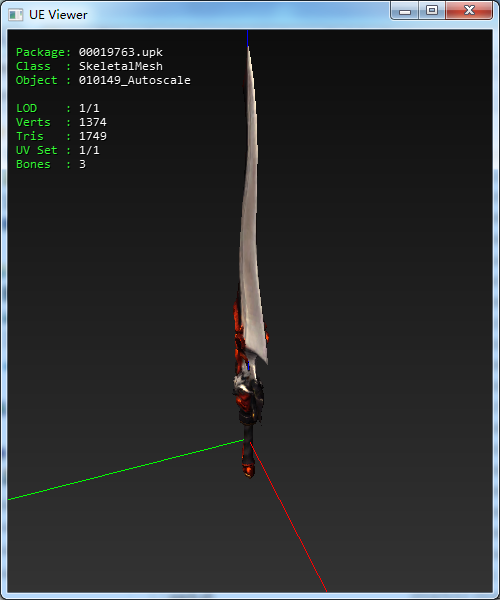 UE Viewer
Package: 00019763.upk
Class : SkeletalMesh
Object : 010149_Autoscale
LOD : 1/1
Verts : 1374
Tris : 1749
UV Set : 1/1
Bones : 3